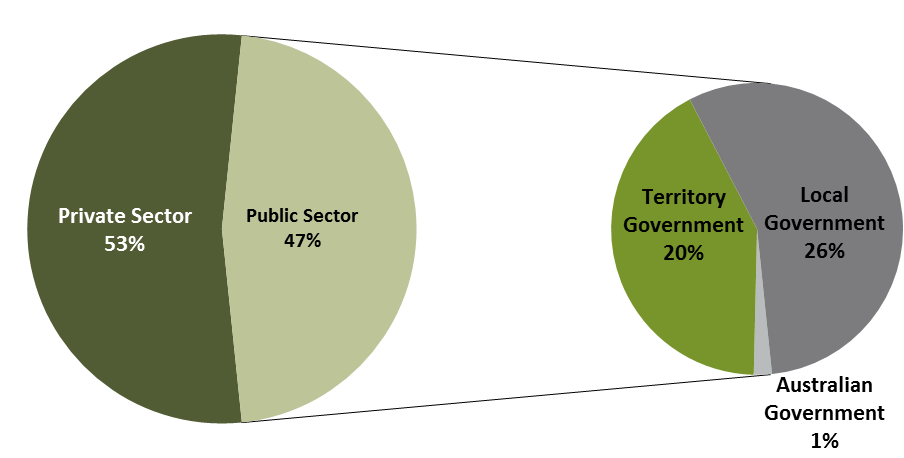 Private Sector
53%
Public Sector
47%
Territory
Government
20%
Local
Government
26%
Australian
Government
1%